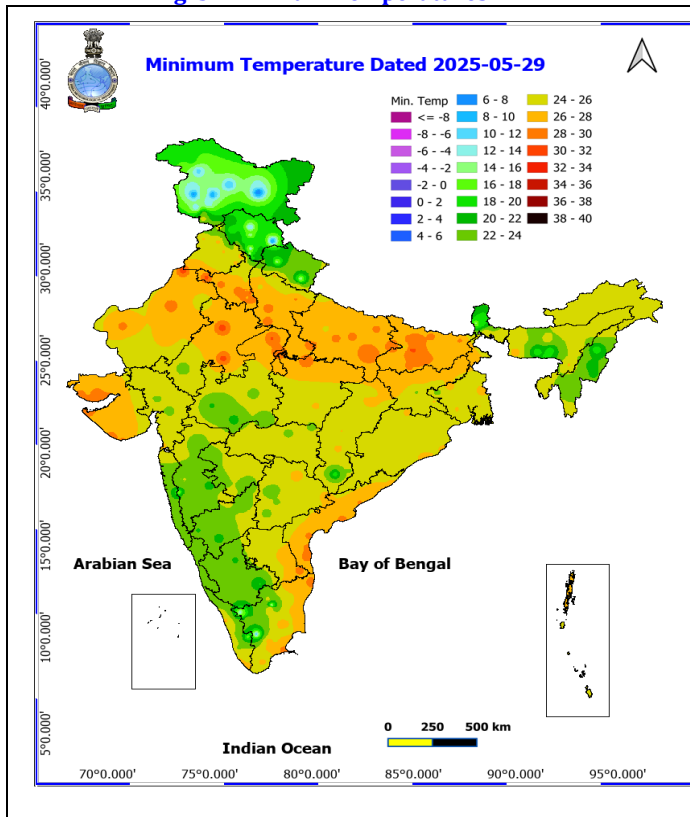 Minimum Temperature Dated 2025-05-29
Min. Temp
<= -8
-8 - -6
-6 - -4
-4 - -2
-2 - 0
0 - 2
2 - 4
4 - 6
6 - 8
8 - 10
10 - 12
12 - 14
14 - 16
16 - 18
18 - 20
20 - 22
22 - 24
24 - 26
26 - 28
28 - 30
30 - 32
32 - 34
34 - 36
36 - 38
38 - 40
40°0.000'
35°0.000'
30°0.000'
25°0.000'
20°0.000'
15°0.000'
10°0.000'
5°0.000'
Arabian Sea
Bay of Bengal
Indian Ocean
0 250 500 km
70°0.000' 75°0.000' 80°0.000' 85°0.000' 90°0.000' 95°0.000'